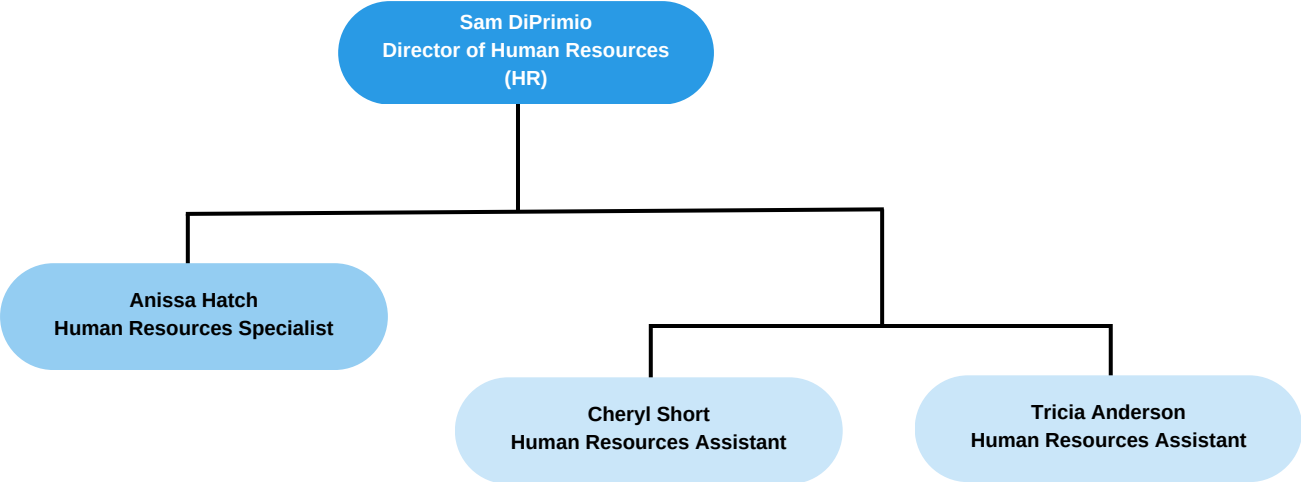 Sam DiPrimio
Director of Human Resources
(HR)
Anissa Hatch
Human Resources Specialist
Cheryl Short
Human Resources Assistant
Tricia Anderson
Human Resources Assistant